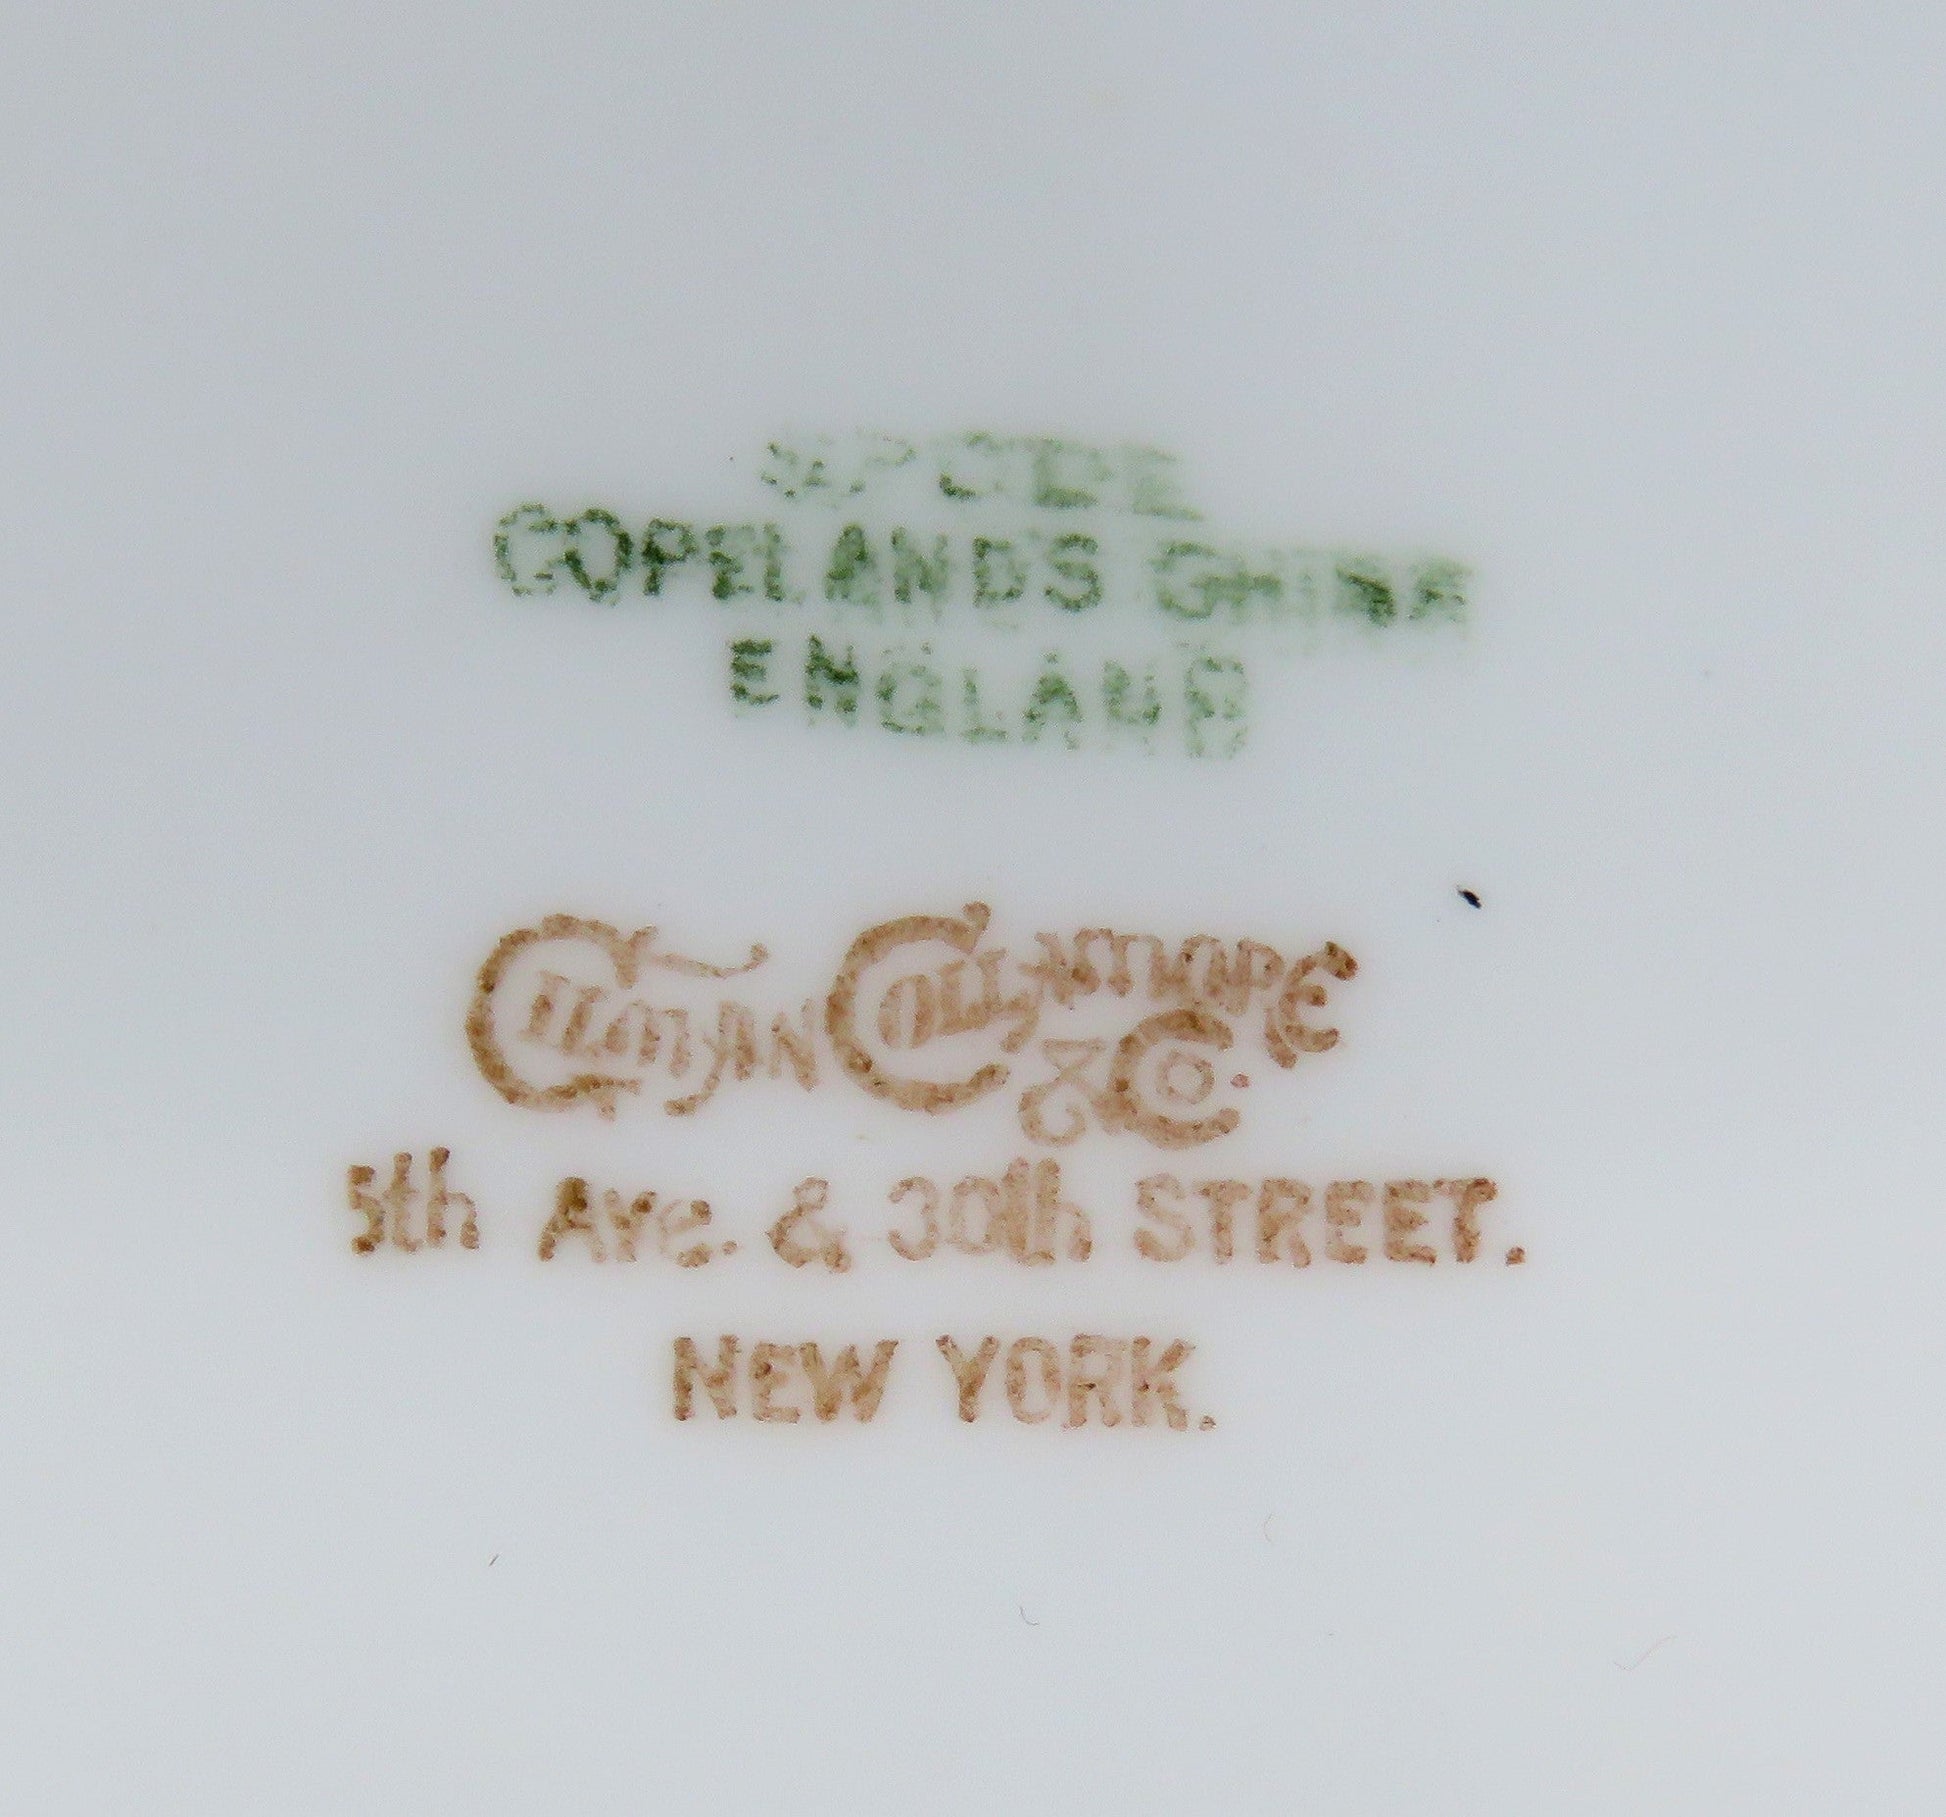 SPODE
COPELAND'S CHINA
ENGLAND
GILMAN COLLAMORE
& Co.
5th Ave. & 30th STREET.
NEW YORK.